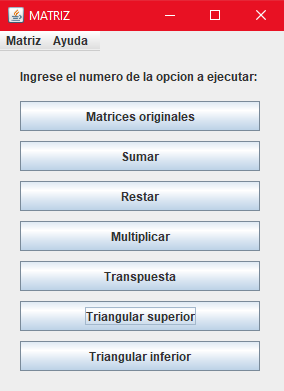 MATRIZ
Matriz Ayuda
Ingrese el numero de la opcion a ejecutar:
Matrices originales
Sumar
Restar
Multiplicar
Transpuesta
Triangular superior
Triangular inferior